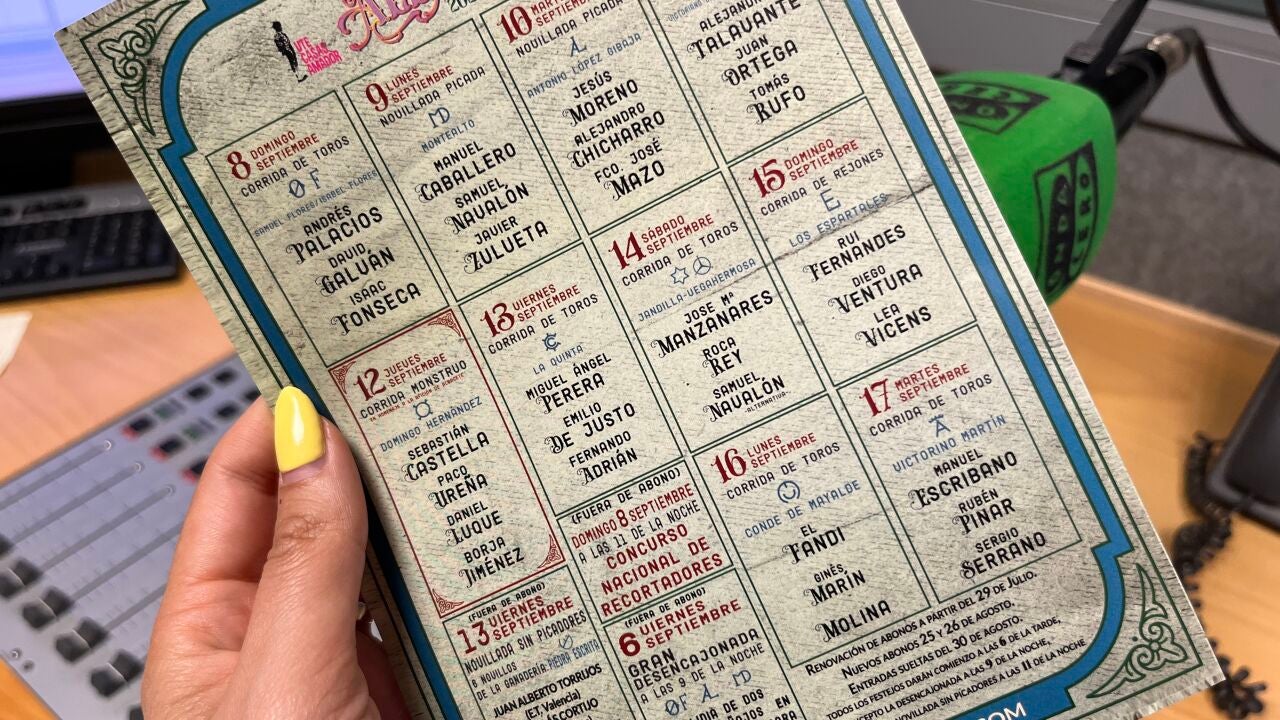 UTE
CASAS
AMADOR
8 DOMINGO
SEPTIEMBRE
CORRIDA DE TOROS
SAMUEL FLORES/ISABEL FLORES
ANDRÉS
PALACIOS
DAVID
GALVÁN
ISAAC
FONSECA
9 LUNES
SEPTIEMBRE
NOVILLADA PICADA
MONTEALTO
MANUEL
CABALLERO
SAMUEL
NAVALÓN
JAVIER
ZULUETA
10 MARTES
SEPTIEMBRE
NOVILLADA PICADA
ANTONIO LÓPEZ GIBAJA
JESÚS
MORENO
ALEJANDRO
CHICHARRO
FCO. JOSÉ
MAZO
ALEJANDRO
TALAVANTE
JUAN
ORTEGA
TOMÁS
RUFO
12 JUEVES
SEPTIEMBRE
CORRIDA MONSTRUO
DOMINGO HERNÁNDEZ
SEBASTIÁN
CASTELLA
PACO
UREÑA
DANIEL
LUQUE
BORJA
JIMÉNEZ
13 VIERNES
SEPTIEMBRE
CORRIDA DE TOROS
LA QUINTA
MIGUEL ÁNGEL
PERERA
EMILIO
DE JUSTO
FERNANDO
ADRIÁN
14 SÁBADO
SEPTIEMBRE
CORRIDA DE TOROS
JANDILLA-VEGAHERMOSA
JOSE Mª
MANZANARES
ROCA
REY
SAMUEL
NAVALÓN
-ALTERNATIVA-
15 DOMINGO
SEPTIEMBRE
CORRIDA DE REJONES
E
LOS ESPARTALES
RUI
FERNANDES
DIEGO
VENTURA
LEA
VICENS
(FUERA DE ABONO)
13 VIERNES
SEPTIEMBRE
NOVILLADA SIN PICADORES
6 NOVILLOS
DE LA GANADERÍA: PIEDRA ESCRITA
JUAN ALBERTO TORRIJOS
(ET, Valencia)
(FUERA DE ABONO)
DOMINGO 8 SEPTIEMBRE
A LAS 11 DE LA NOCHE
CONCURSO
NACIONAL DE
RECORTADORES
(FUERA DE ABONO)
6 VIERNES
SEPTIEMBRE
GRAN
DESENCAJONADA
A LAS 9 DE LA NOCHE
16 LUNES
SEPTIEMBRE
CORRIDA DE TOROS
CONDE DE MAYALDE
EL
FANDI
GINÉS
MARÍN
MOLINA
17 MARTES
SEPTIEMBRE
CORRIDA DE TOROS
VICTORINO MARTÍN
MANUEL
ESCRIBANO
RUBÉN
PINAR
SERGIO
SERRANO
RENOVACIÓN DE ABONOS A PARTIR DEL 29 DE JULIO.
NUEVOS ABONOS 25 Y 26 DE AGOSTO.
ENTRADAS SUELTAS DEL 30 DE AGOSTO.
TODOS LOS FESTEJOS DARÁN COMIENZO A LAS 6 DE LA TARDE,
EXCEPTO LA DESENCAJONADA A LAS 9 DE LA NOCHE,
NOVILLADA SIN PICADORES A LAS 11 DE LA NOCHE
.COM
ONDA
CERO